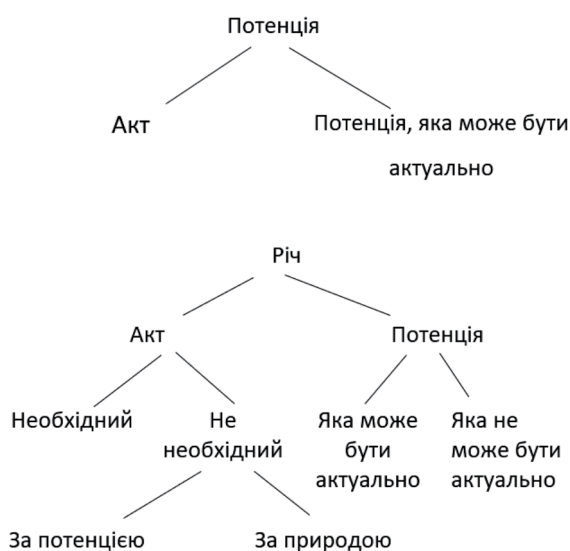 Потенція
Акт
Потенція, яка може бути
актуально
Річ
Акт
Потенція
Необхідний
Не
необхідний
Яка може
бути
актуально
Яка не
може бути
актуально
За потенцією
За природою